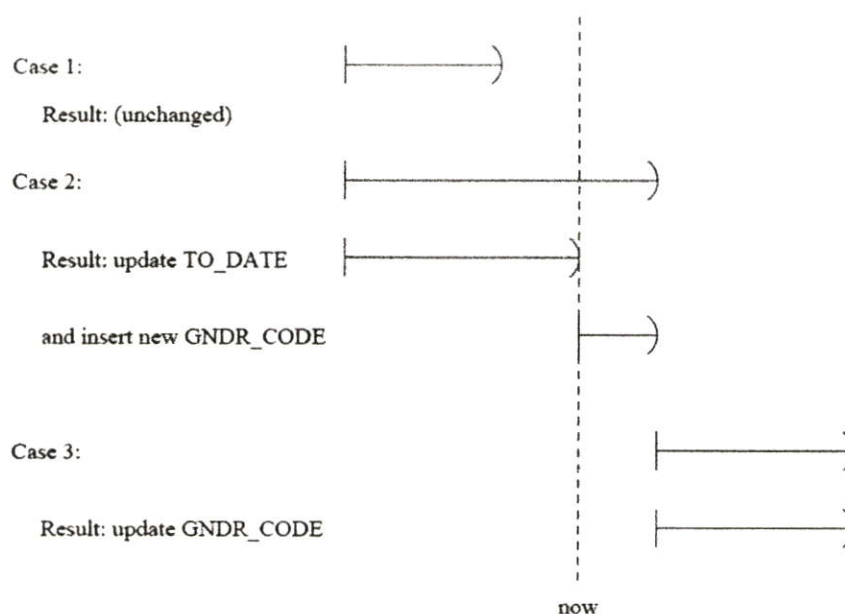 Case 1:
Result: (unchanged)
Case 2:
Result: update TO_DATE
and insert new GNDR_CODE
Case 3:
Result: update GNDR_CODE
now